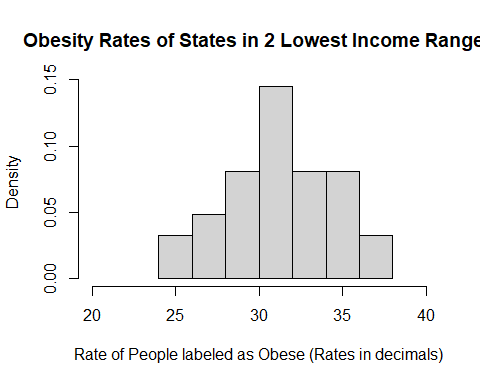 Obesity Rates of States in 2 Lowest Income Range
0.15
0.10
0.05
0.00
Density
20 25 30 35 40
Rate of People labeled as Obese (Rates in decimals)